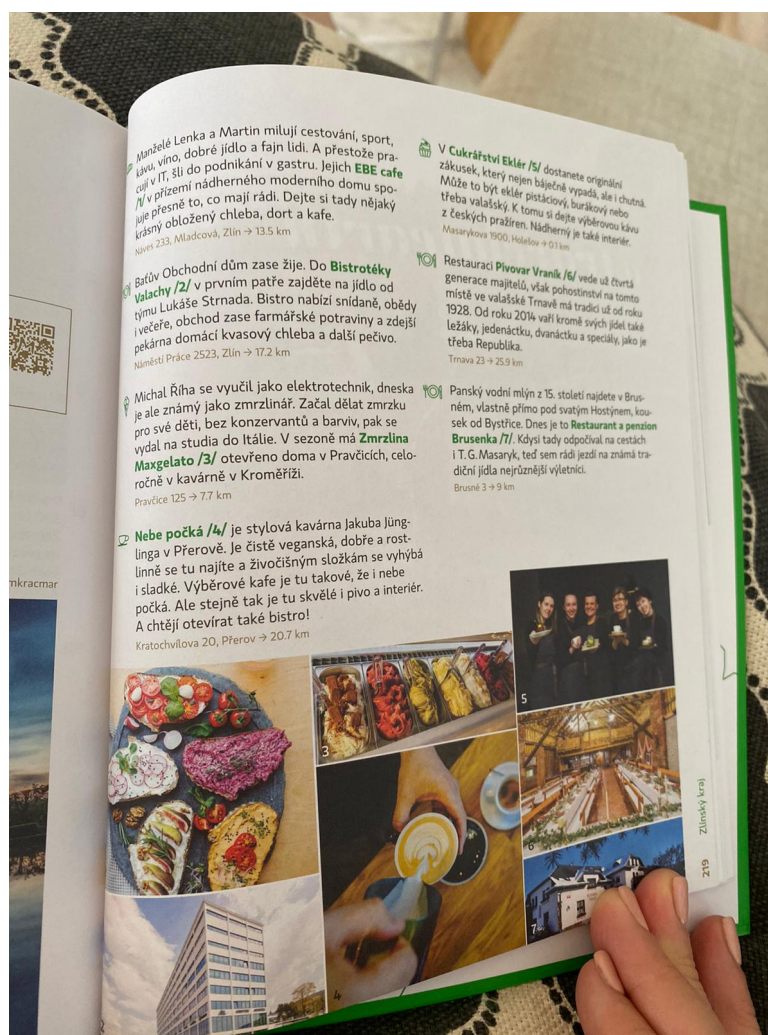 Manželé Lenka a Martin milují cestování, sport,
kávu, víno, dobré jídlo a fajn lidi. A přestože pra-
cují v IT, šli do podnikání v gastru. Jejich EBE cafe
/1/ v přízemí nádherného moderního domu spo-
juje přesně to, co mají rádi. Dejte si tady nějaký
krásný obložený chleba, dort a kafe.
Náves 233, Mladcová, Zlín → 13.5 km
Baťův Obchodní dům zase žije. Do Bistrotéky
Valachy /2/ v prvním patře zajděte na jídlo od
týmu Lukáše Strnada. Bistro nabízí snídaně, obědy
i večeře, obchod zase farmářské potraviny a zdejší
pekárna domácí kvasový chleba a další pečivo.
Náměstí Práce 2523, Zlín → 17.2 km
Michal Říha se vyučil jako elektrotechnik, dneska
je ale známý jako zmrzlinář. Začal dělat zmrzku
pro své děti, bez konzervantů a barviv, pak se
vydal na studia do Itálie. V sezoně má Zmrzlina
Maxgelato /3/ otevřeno doma v Pravčicích, celo-
ročně v kavárně v Kroměříži.
Pravčice 125 → 7.7 km
Nebe počká /4/ je stylová kavárna Jakuba Jüng-
linga v Přerově. Je čistě veganská, dobře a rost-
linně se tu najíte a živočišným složkám se vyhýbá
i sladké. Výběrové kafe je tu takové, že i nebe
počká. Ale stejně tak je tu skvělé i pivo a interiér.
A chtějí otevírat také bistro!
Kratochvílova 20, Přerov → 20.7 km
V Cukrářství Eklér /5/ dostanete originální
zákusek, který nejen báječně vypadá, ale i chutná.
Může to být eklér pistáciový, burákový nebo
třeba valašský. K tomu si dejte výběrovou kávu
z českých pražíren. Nádherný je také interiér.
Masarykova 1900, Holešov → 0.1 km
Restauraci Pivovar Vraník /6/ vede už čtvrtá
generace majitelů, však pohostinství na tomto
místě ve valašské Trnavě má tradici už od roku
1928. Od roku 2014 vaří kromě svých jídel také
ležáky, jedenáctku, dvanáctku a speciály, jako je
třeba Republika.
Trnava 23 → 25.9 km
Panský vodní mlýn z 15. století najdete v Brus-
ném, vlastně přímo pod svatým Hostýnem, kou-
sek od Bystřice. Dnes je to Restaurant a penzion
Brusenka /7/. Kdysi tady odpočíval na cestách
i T. G. Masaryk, teď sem rádi jezdí na známá tra-
diční jídla nejrůznější výletníci.
Brusné 3 → 9 km
mkracmar
3
5
6
7
4
Zlínský kraj
219